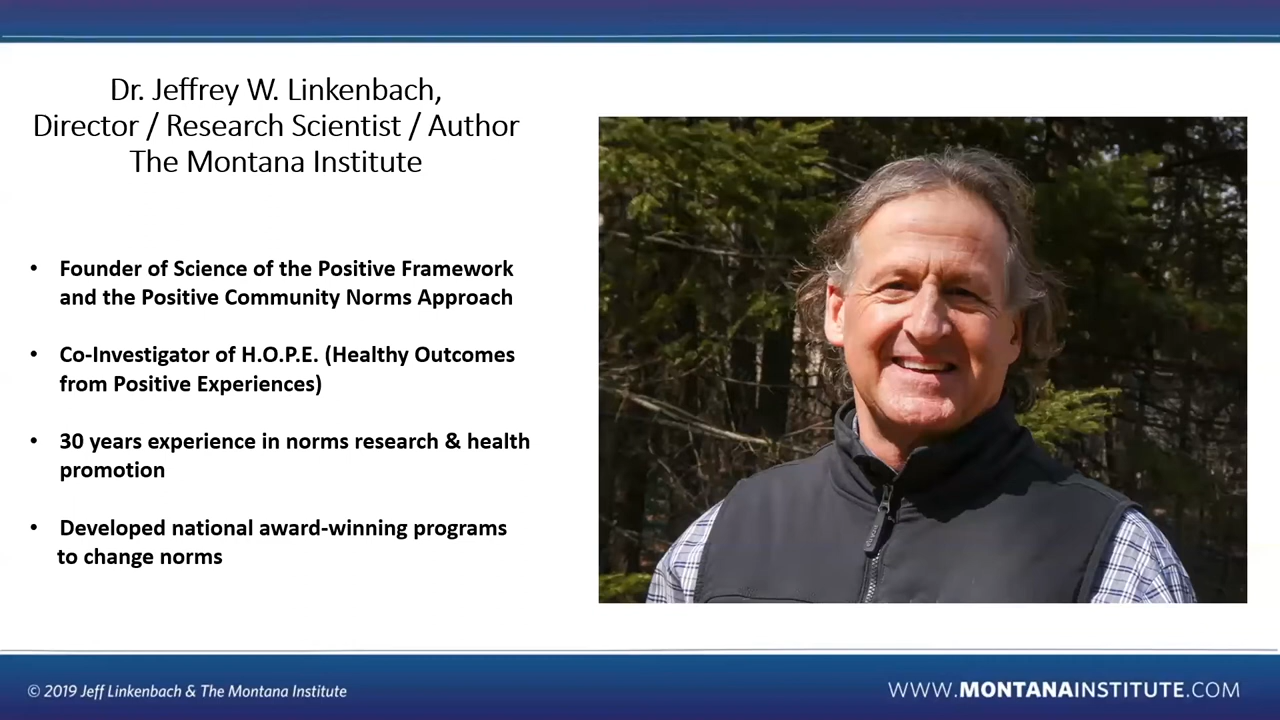 Dr. Jeffrey W. Linkenbach,
Director / Research Scientist / Author
The Montana Institute
• Founder of Science of the Positive Framework
and the Positive Community Norms Approach
• Co-Investigator of H.O.P.E. (Healthy Outcomes
from Positive Experiences)
• 30 years experience in norms research & health
promotion
• Developed national award-winning programs
to change norms
© 2019 Jeff Linkenbach & The Montana Institute
WWW.MONTANAINSTITUTE.COM